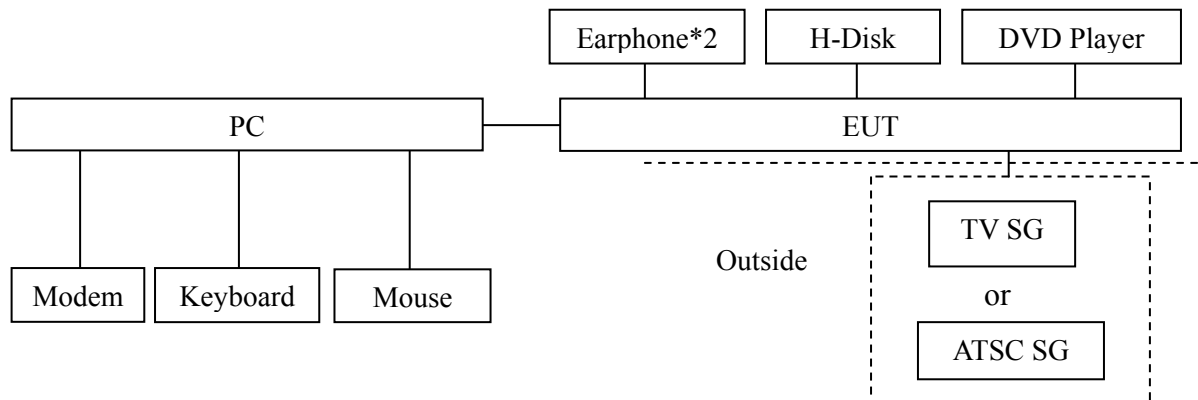 Earphone*2
H-Disk
DVD Player
PC
EUT
TV SG
Outside
or
Modem
Keyboard
Mouse
ATSC SG